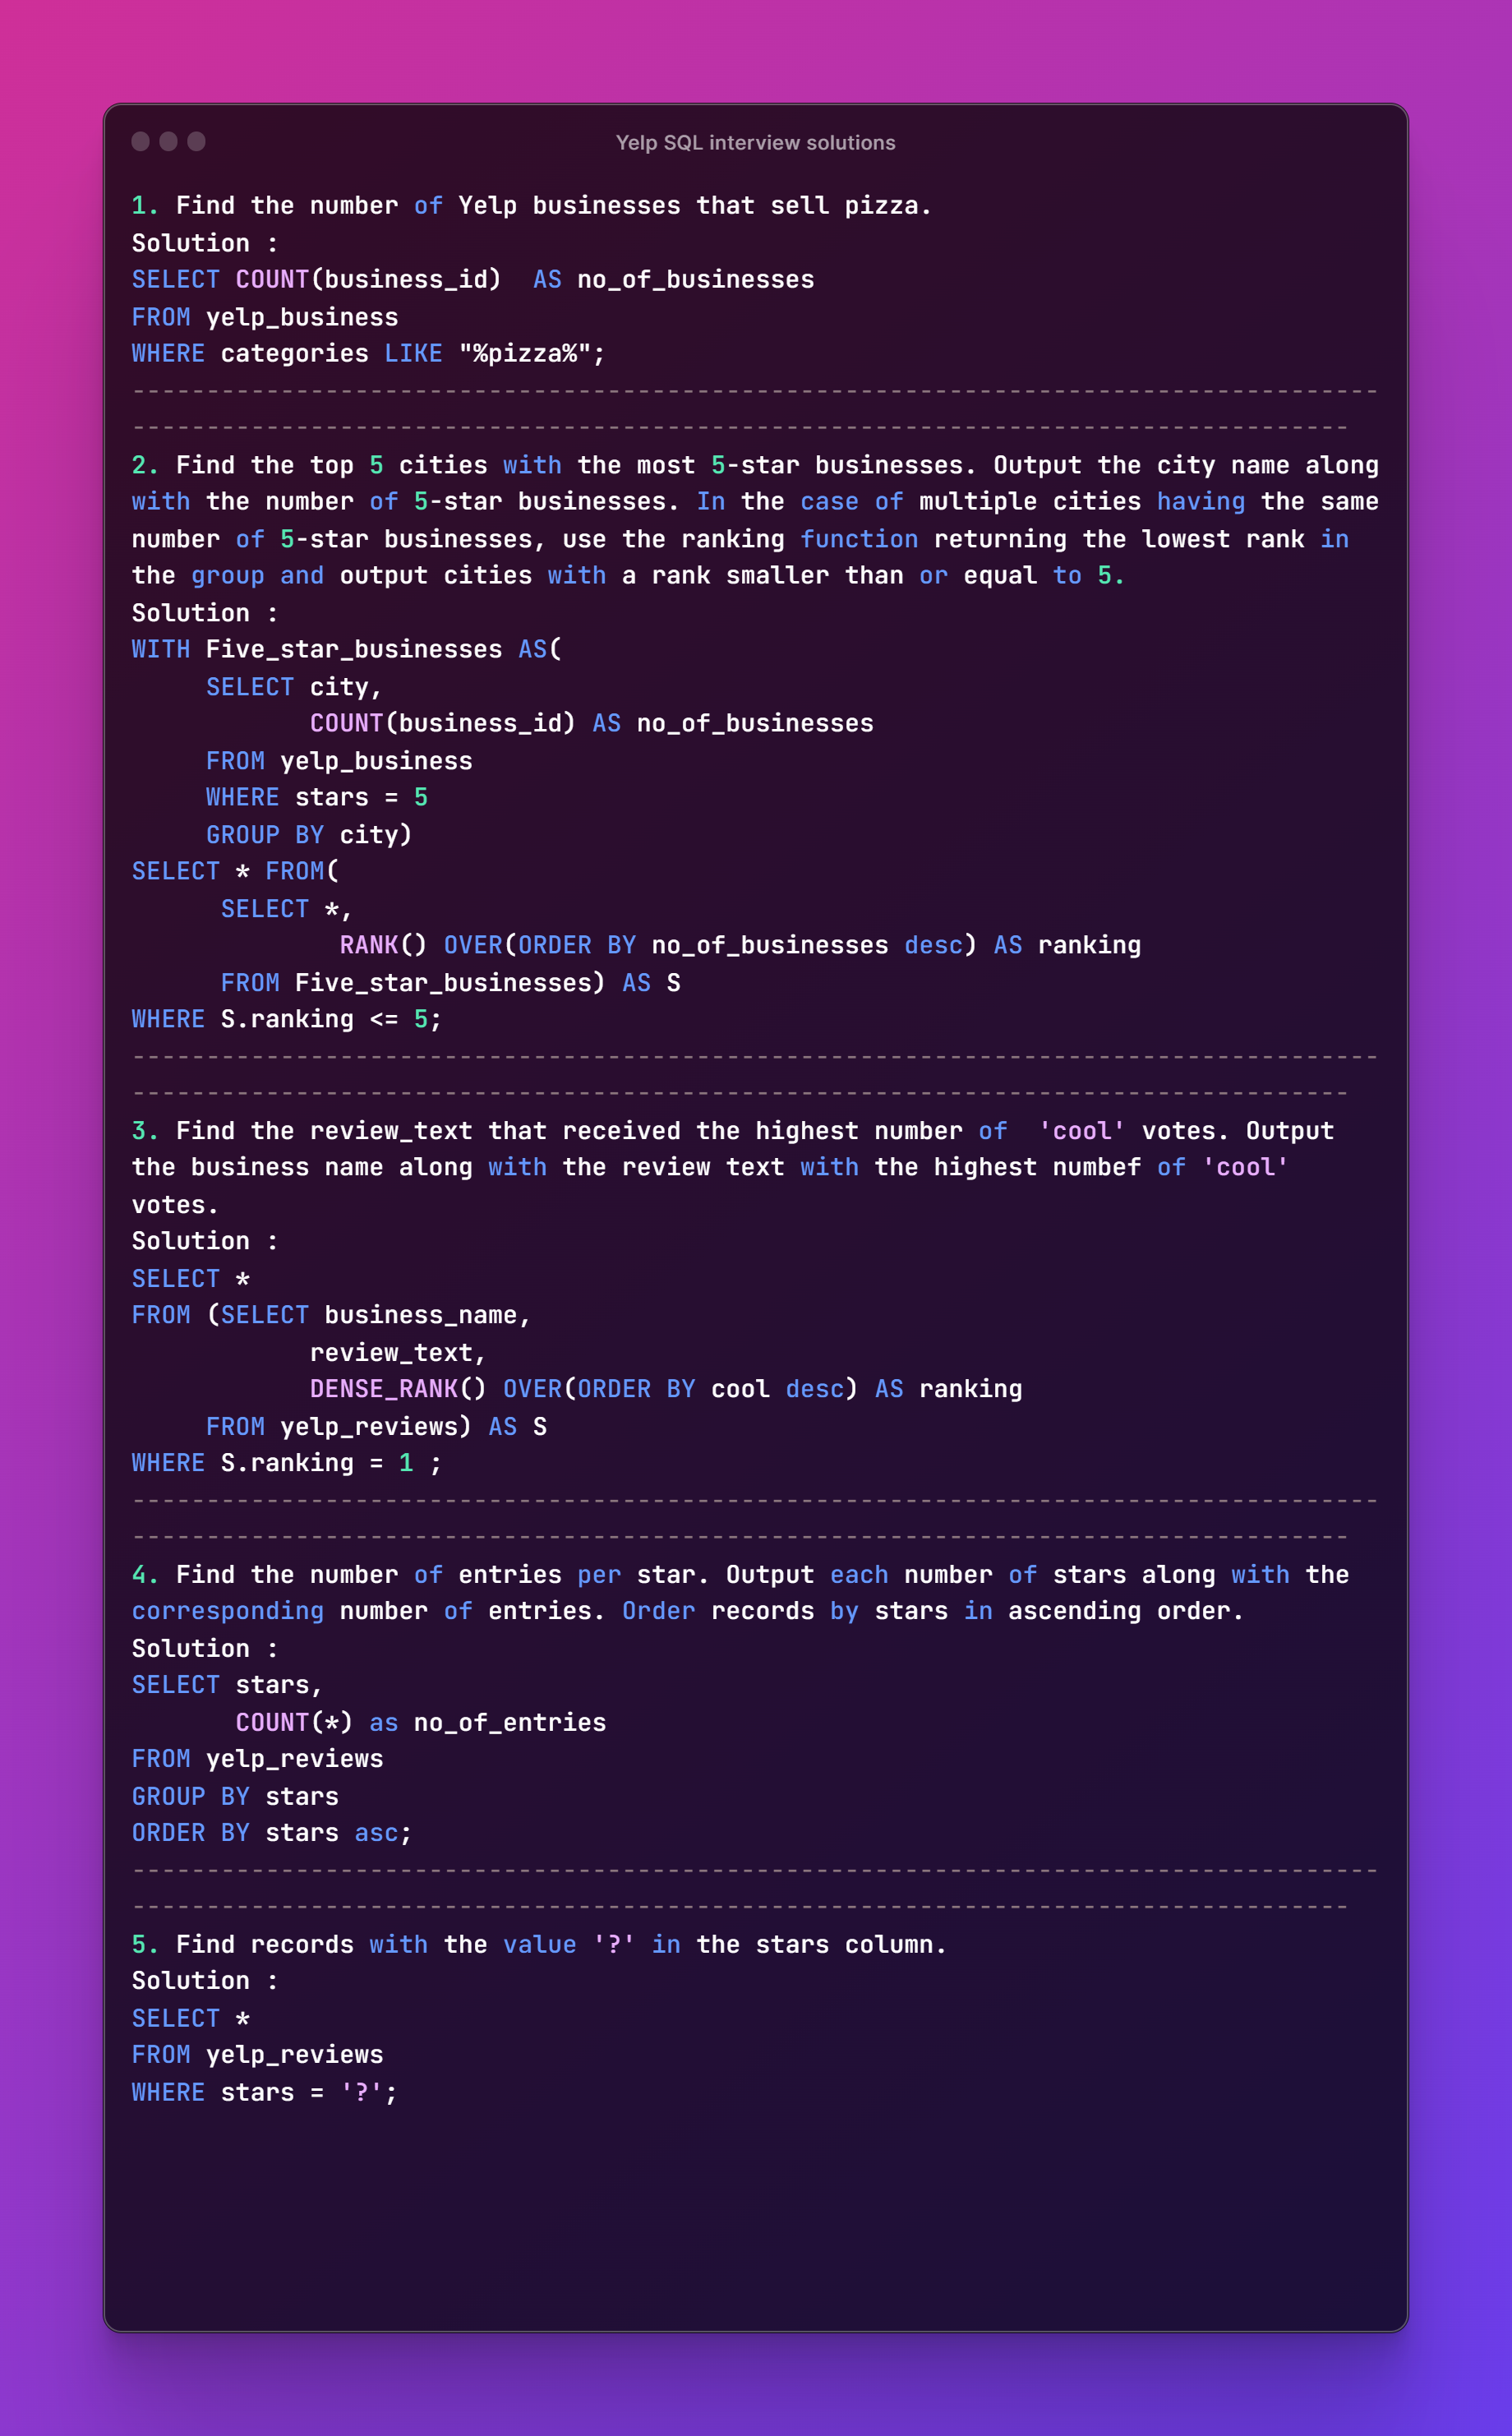 Yelp SQL interview solutions
1. Find the number of Yelp businesses that sell pizza.
Solution :
SELECT COUNT(business_id)  AS no_of_businesses
FROM yelp_business
WHERE categories LIKE "%pizza%";
------------------------------------------------------------------------------------
----------------------------------------------------------------------------------
2. Find the top 5 cities with the most 5-star businesses. Output the city name along
with the number of 5-star businesses. In the case of multiple cities having the same
number of 5-star businesses, use the ranking function returning the lowest rank in
the group and output cities with a rank smaller than or equal to 5.
Solution :
WITH Five_star_businesses AS(
     SELECT city,
            COUNT(business_id) AS no_of_businesses
     FROM yelp_business
     WHERE stars = 5
     GROUP BY city)
SELECT * FROM(
      SELECT *,
              RANK() OVER(ORDER BY no_of_businesses desc) AS ranking
      FROM Five_star_businesses) AS S
WHERE S.ranking <= 5;
------------------------------------------------------------------------------------
----------------------------------------------------------------------------------
3. Find the review_text that received the highest number of  'cool' votes. Output
the business name along with the review text with the highest numbef of 'cool'
votes.
Solution :
SELECT *
FROM (SELECT business_name,
            review_text,
            DENSE_RANK() OVER(ORDER BY cool desc) AS ranking
     FROM yelp_reviews) AS S
WHERE S.ranking = 1 ;
------------------------------------------------------------------------------------
----------------------------------------------------------------------------------
4. Find the number of entries per star. Output each number of stars along with the
corresponding number of entries. Order records by stars in ascending order.
Solution :
SELECT stars,
       COUNT(*) as no_of_entries
FROM yelp_reviews
GROUP BY stars
ORDER BY stars asc;
------------------------------------------------------------------------------------
----------------------------------------------------------------------------------
5. Find records with the value '?' in the stars column.
Solution :
SELECT *
FROM yelp_reviews
WHERE stars = '?';